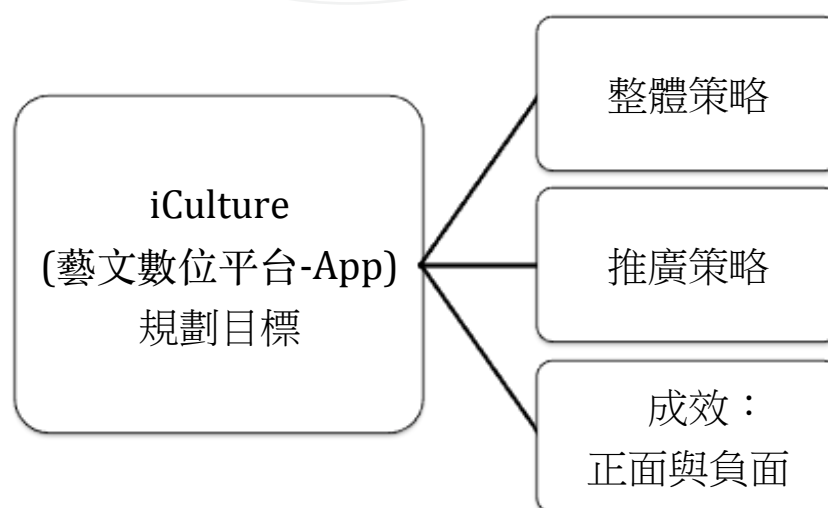 iCulture
(藝文數位平台-App)
規劃目標
整體策略
推廣策略
成效：
正面與負面